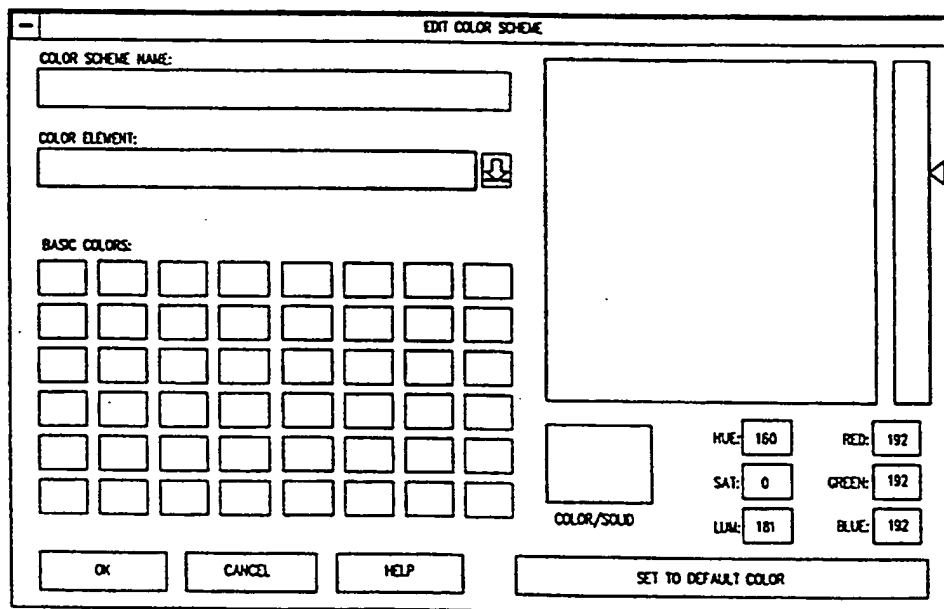 EDIT COLOR SCHEME
COLOR SCHEME NAME:
COLOR ELEMENT:
BASIC COLORS:
HUE: 160 RED: 192
SAT: 0 GREEN: 192
LUM: 181 BLUE: 192
COLOR/SOLID
OK CANCEL HELP SET TO DEFAULT COLOR